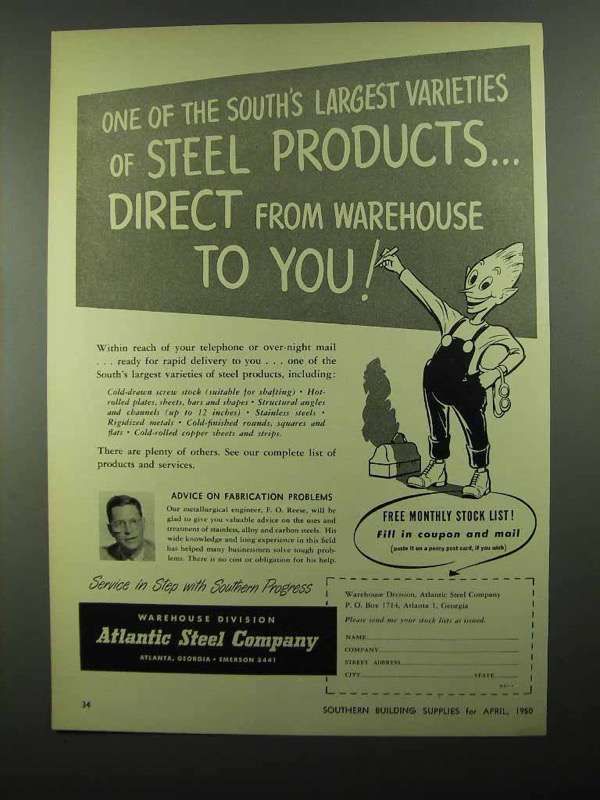 ONE OF THE SOUTH'S LARGEST VARIETIES
OF STEEL PRODUCTS...
DIRECT FROM WAREHOUSE
TO YOU!
Within reach of your telephone or over-night mail
. . . ready for rapid delivery to you . . . one of the
South's largest varieties of steel products, including:
Cold-drawn screw stock (suitable for shafting) • Hot-
rolled plates, sheets, bars and shapes • Structural angles
and channels (up to 12 inches) • Stainless steels •
Rigidized metals • Cold-finished rounds, squares and
flats • Cold-rolled copper sheets and strips.
There are plenty of others. See our complete list of
products and services.
ADVICE ON FABRICATION PROBLEMS
Our metallurgical engineer, F. O. Reese, will be
glad to give you valuable advice on the uses and
treatment of stainless, alloy and carbon steels. His
wide knowledge and long experience in this field
has helped many businessmen solve tough prob-
lems. There is no cost or obligation for his help.
FREE MONTHLY STOCK LIST!
Fill in coupon and mail
(paste it on a penny post card, if you wish)
Service in Step with Southern Progress
WAREHOUSE DIVISION
Atlantic Steel Company
ATLANTA, GEORGIA • EMERSON 3441
Warehouse Division, Atlantic Steel Company
P. O. Box 1714, Atlanta 1, Georgia
Please send me your stock lists as issued.
NAME
COMPANY
STREET ADDRESS
CITY STATE
34
SOUTHERN BUILDING SUPPLIES for APRIL, 1950